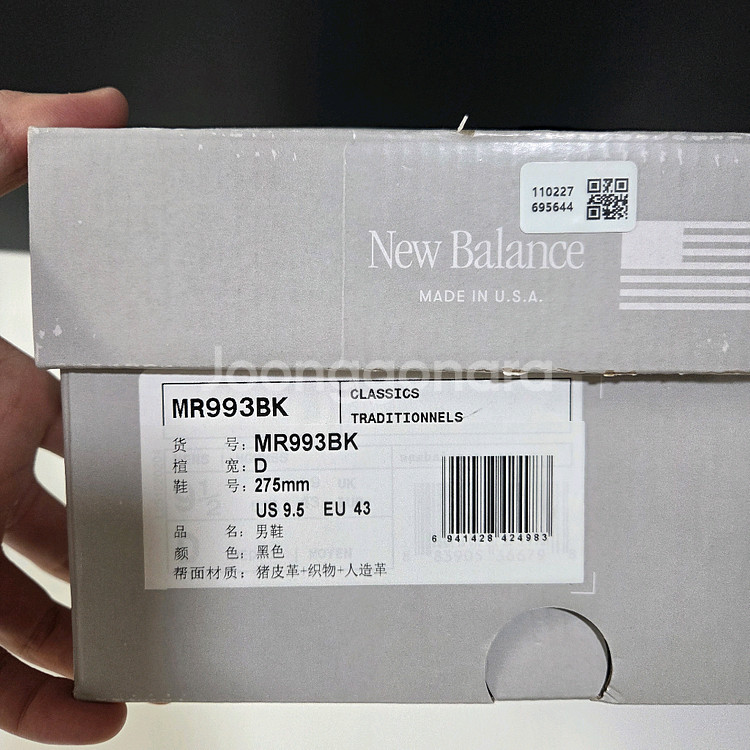 110227
695644
New Balance
MADE IN U.S.A.
Joonggonara
MR993BK
CLASSICS
TRADITIONNELS
货 号: MR993BK
楦 宽: D
鞋 号: 275mm
US 9.5 EU 43
品 名: 男鞋
颜 色: 黑色
帮面材质: 猪皮革+织物+人造革
6 941428 424983